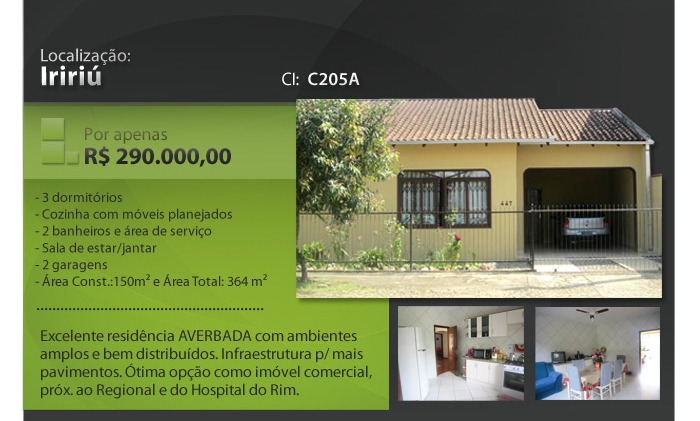 Localização:
Iririú
CI: C205A
Por apenas
R$ 290.000,00
- 3 dormitórios
- Cozinha com móveis planejados
- 2 banheiros e área de serviço
- Sala de estar/jantar
- 2 garagens
- Área Const.:150m² e Área Total: 364 m²
Excelente residência AVERBADA com ambientes
amplos e bem distribuídos. Infraestrutura p/ mais
pavimentos. Ótima opção como imóvel comercial,
próx. ao Regional e do Hospital do Rim.
447